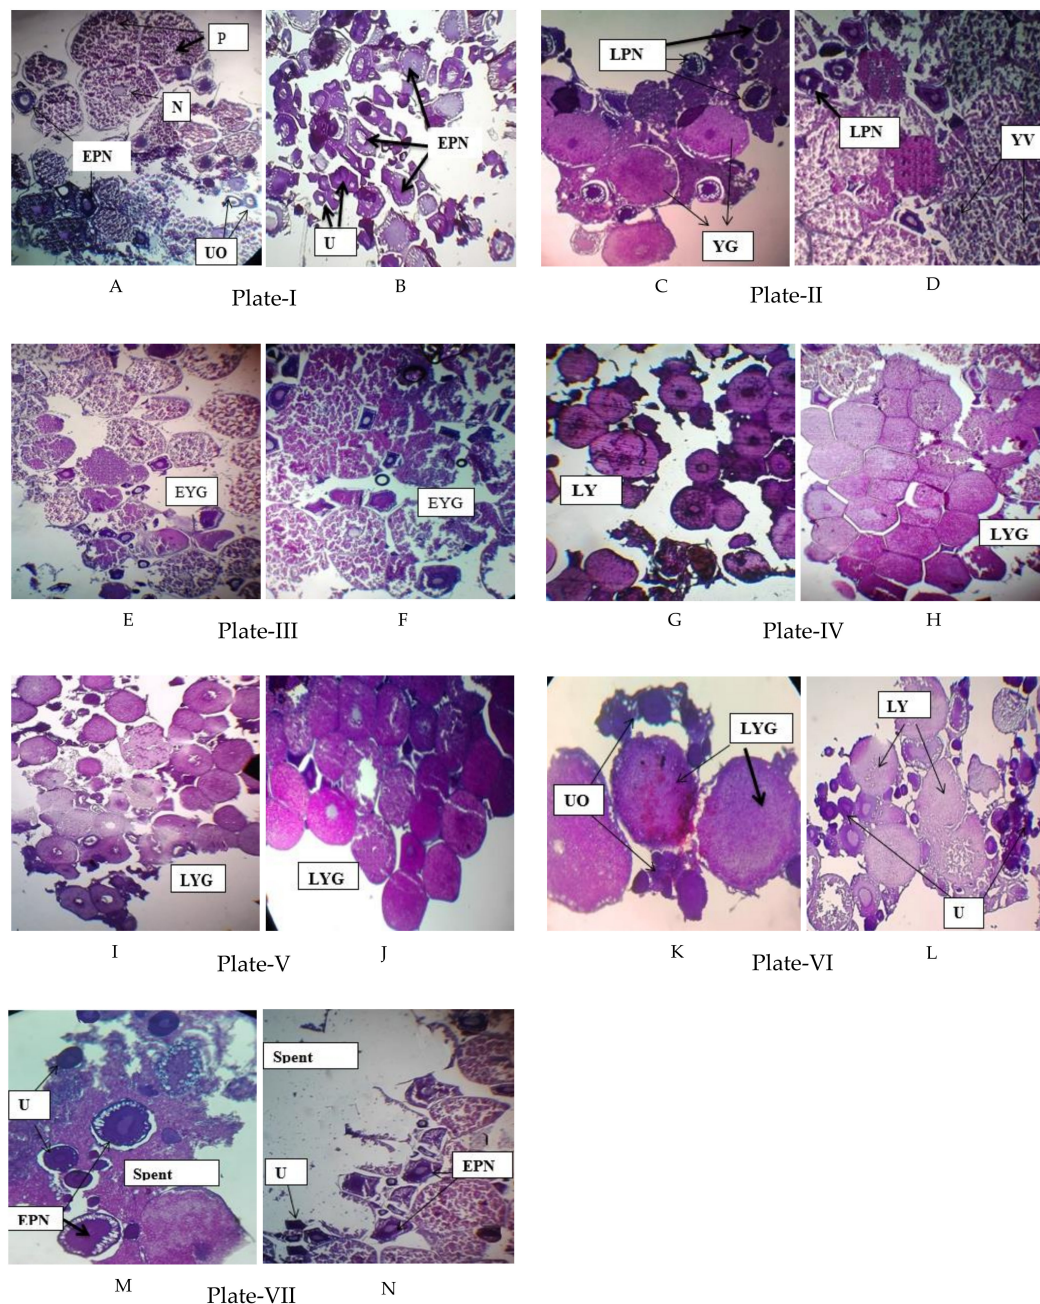 P
N
EPN
UO
EPN
U
A
B
Plate-I
LPN
YG
LPN
YV
C
D
Plate-II
EYG
EYG
E
F
Plate-III
LY
LYG
G
H
Plate-IV
LYG
LYG
I
J
Plate-V
LYG
UO
LY
U
K
L
Plate-VI
U
Spent
EPN
Spent
EPN
U
M
N
Plate-VII